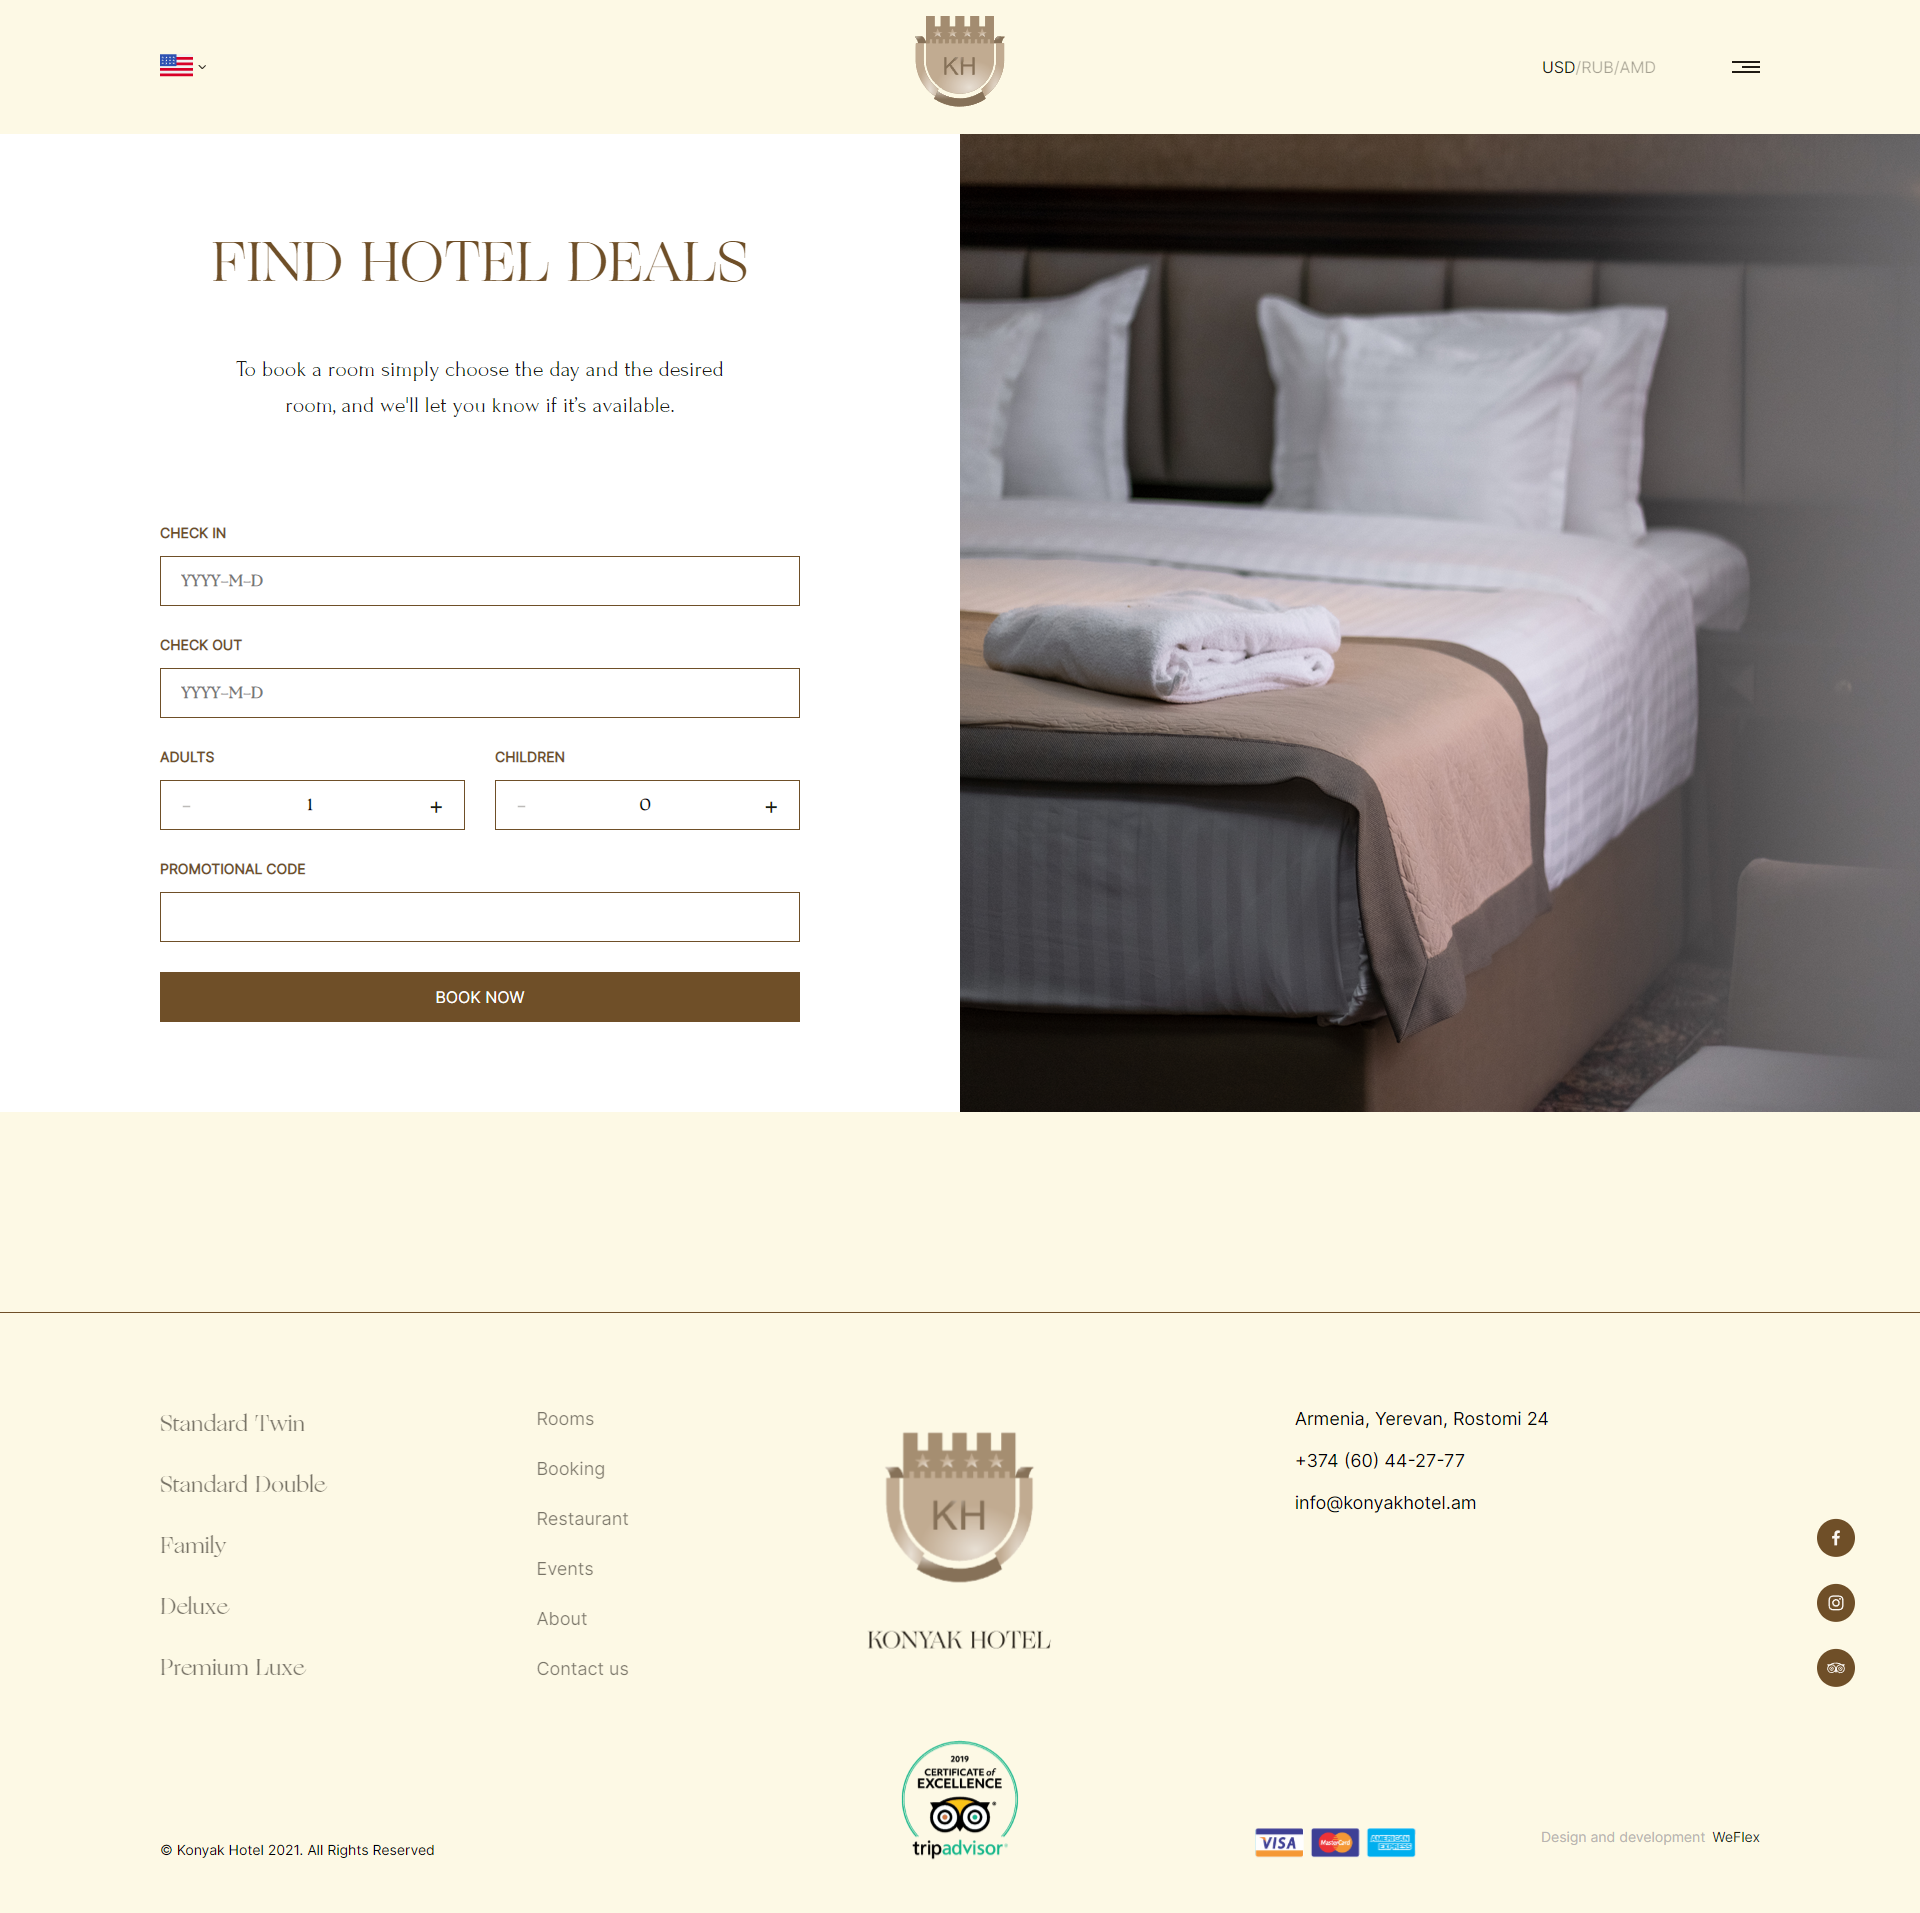 KH
USD/RUB/AMD
FIND HOTEL DEALS
To book a room simply choose the day and the desired
room, and we'll let you know if it’s available.
CHECK IN
YYYY-M-D
CHECK OUT
YYYY-M-D
ADULTS
CHILDREN
- 1 +
- 0 +
PROMOTIONAL CODE
BOOK NOW
Standard Twin
Standard Double
Family
Deluxe
Premium Luxe
Rooms
Booking
Restaurant
Events
About
Contact us
KH
KONYAK HOTEL
Armenia, Yerevan, Rostomi 24
+374 (60) 44-27-77
info@konyakhotel.am
2019
CERTIFICATE of
EXCELLENCE
tripadvisor
© Konyak Hotel 2021. All Rights Reserved
VISA
MasterCard
AMERICAN
EXPRESS
Design and development WeFlex